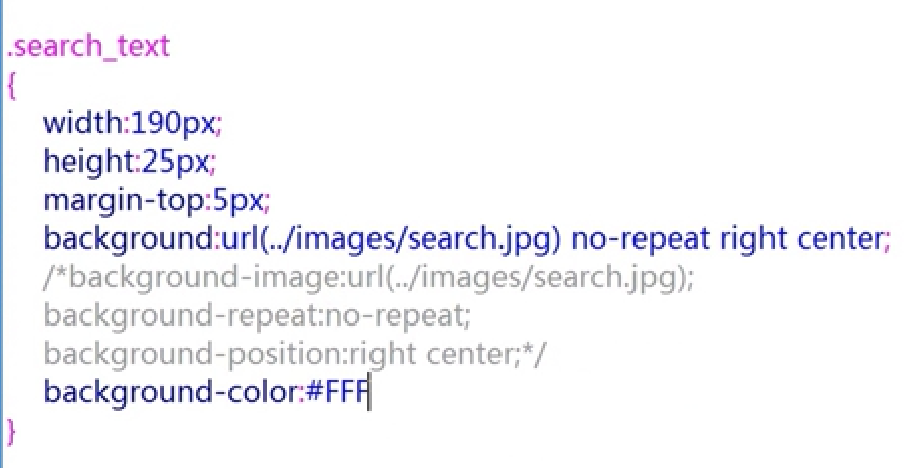 .search_text
{
width:190px;
height:25px;
margin-top:5px;
background:url(../images/search.jpg) no-repeat right center;
/*background-image:url(../images/search.jpg);
background-repeat:no-repeat;
background-position:right center;*/
background-color:#FFF
}